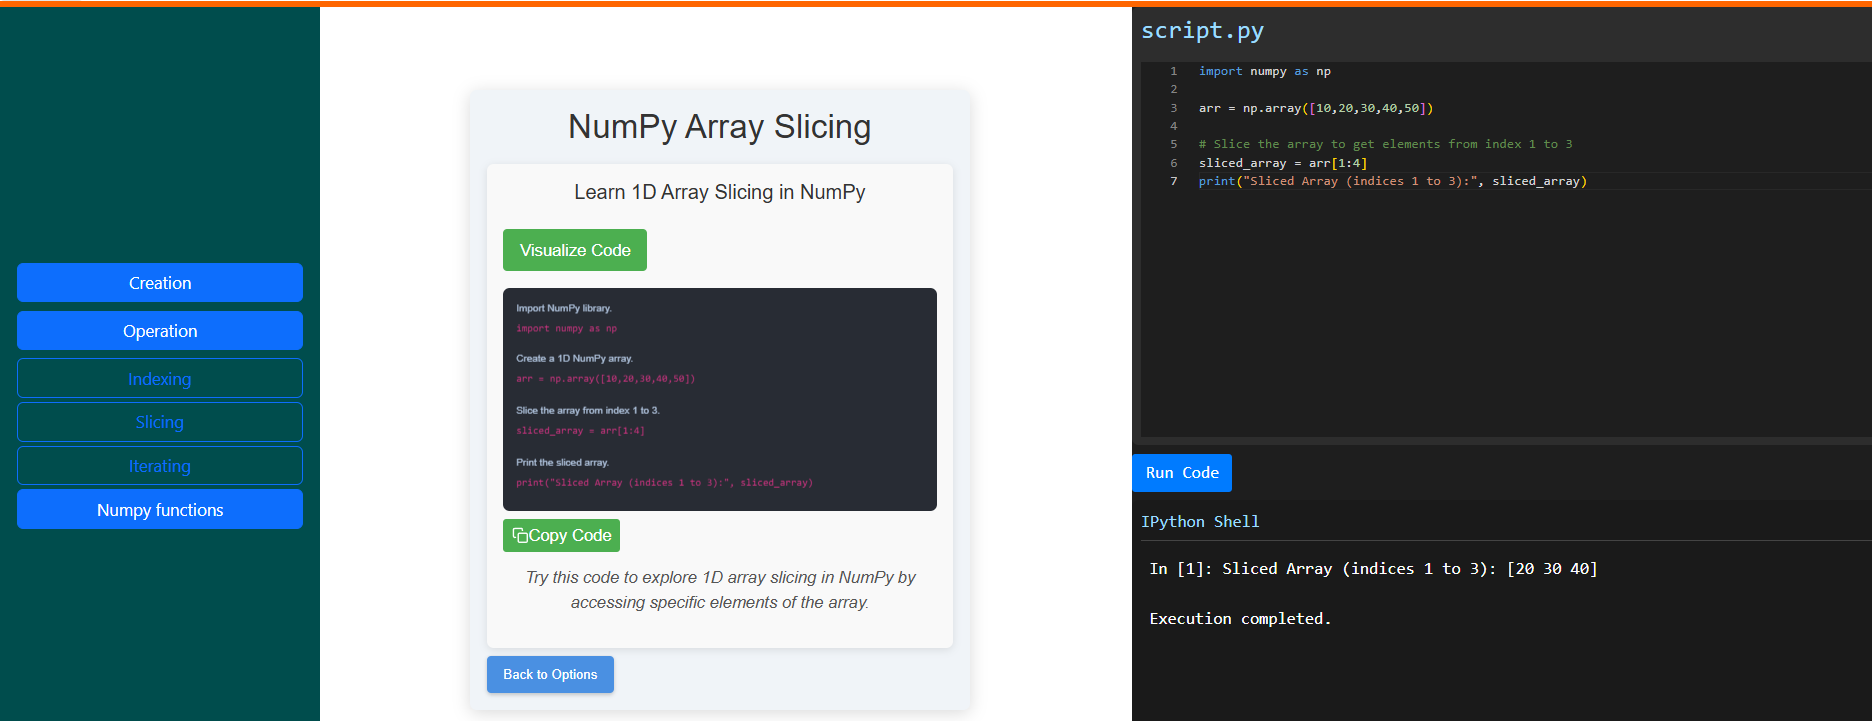 Creation
Operation
Indexing
Slicing
Iterating
Numpy functions
NumPy Array Slicing
Learn 1D Array Slicing in NumPy
Visualize Code
Import NumPy library.
import numpy as np
Create a 1D NumPy array.
arr = np.array([10,20,30,40,50])
Slice the array from index 1 to 3.
sliced_array = arr[1:4]
Print the sliced array.
print("Sliced Array (indices 1 to 3):", sliced_array)
Copy Code
Try this code to explore 1D array slicing in NumPy by
accessing specific elements of the array.
Back to Options
script.py
1 import numpy as np
2
3 arr = np.array([10,20,30,40,50])
4
5 # Slice the array to get elements from index 1 to 3
6 sliced_array = arr[1:4]
7 print("Sliced Array (indices 1 to 3):", sliced_array)
Run Code
IPython Shell
In [1]: Sliced Array (indices 1 to 3): [20 30 40]
Execution completed.